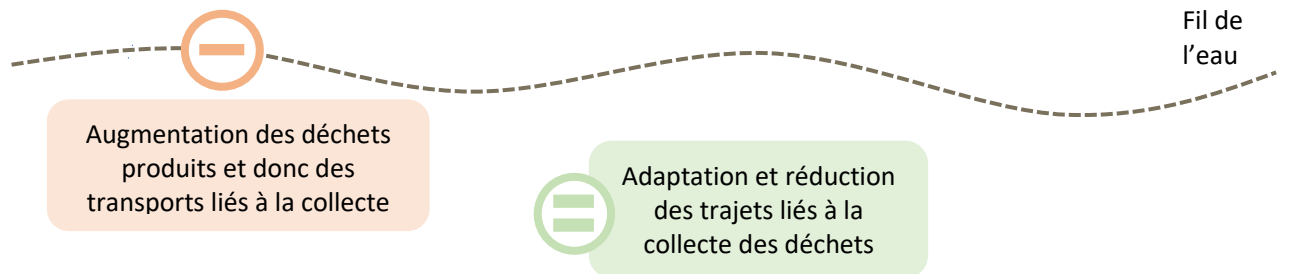 Fil de
l’eau
Augmentation des déchets
produits et donc des
transports liés à la collecte
Adaptation et réduction
des trajets liés à la
collecte des déchets